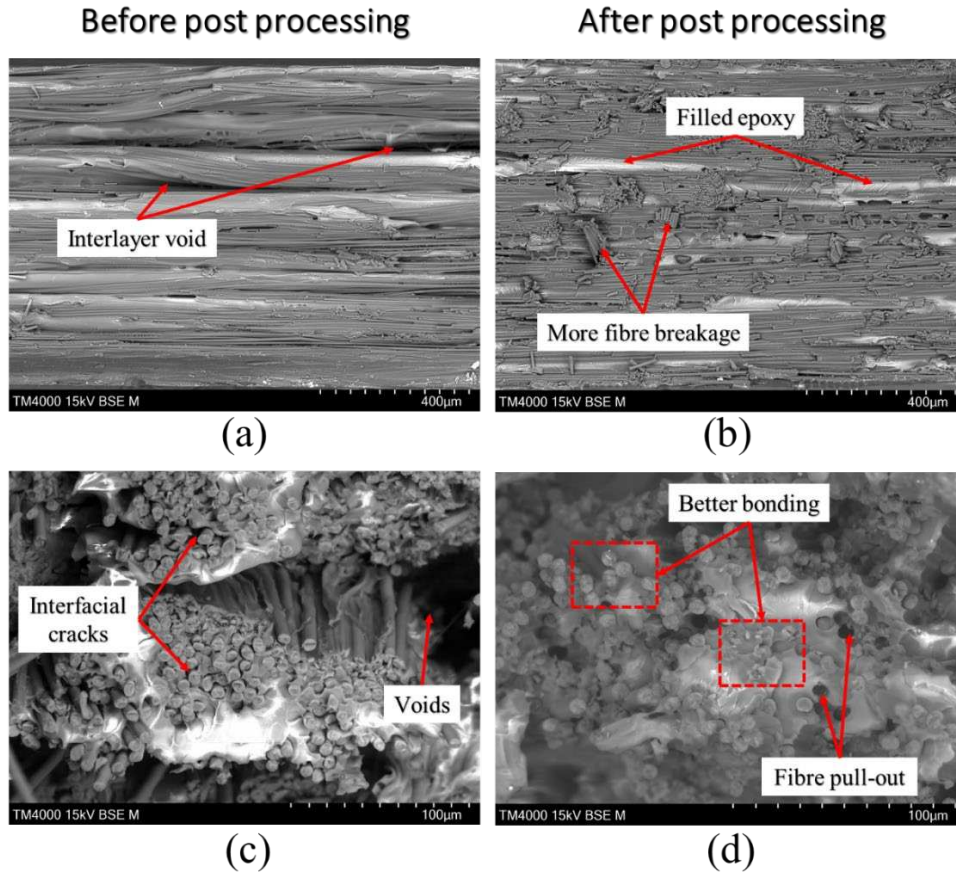 Before post processing
After post processing
Interlayer void
TM4000 15kV BSE M
400µm
(a)
Filled epoxy
More fibre breakage
TM4000 15kV BSE M
400µm
(b)
Interfacial
cracks
Voids
TM4000 15kV BSE M
100µm
(c)
Better bonding
Fibre pull-out
TM4000 15kV BSE M
100µm
(d)